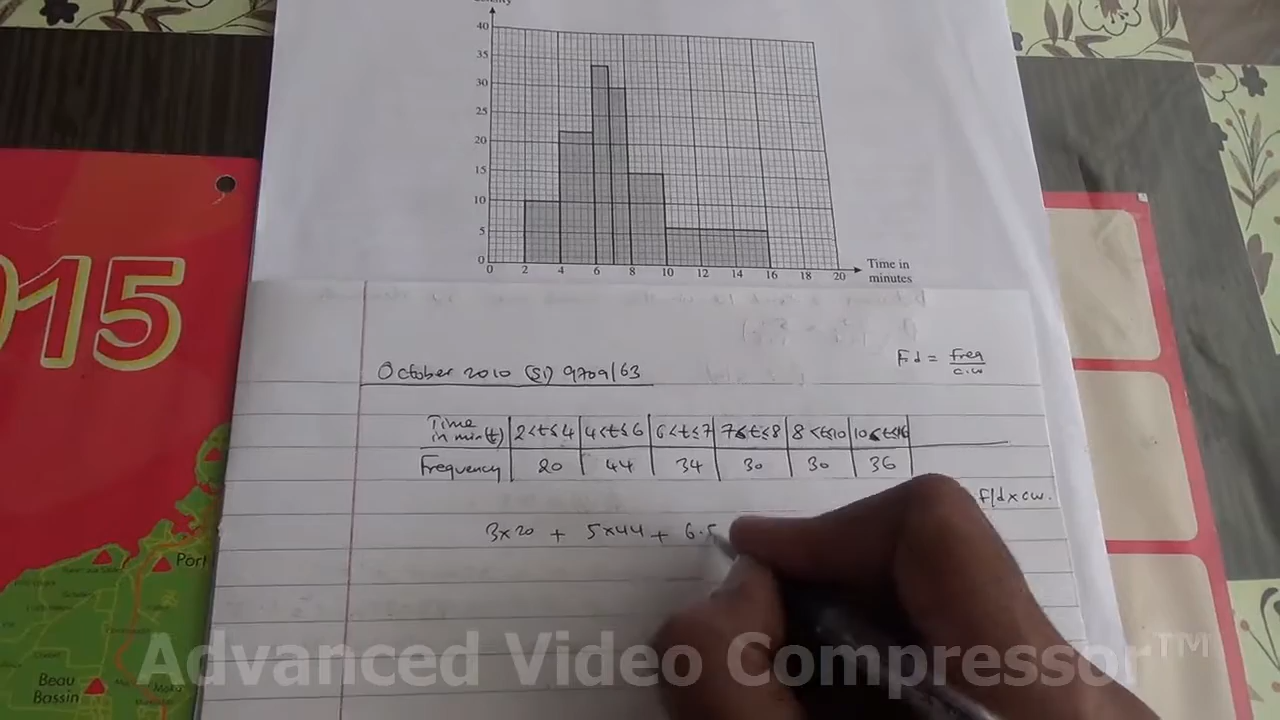 40
35
30
25
20
15
10
5
0
0 2 4 6 8 10 12 14 16 18 20
Time in
minutes
015
October 2010 (S1) 9709/63
Fd = Freq
c.w
Time in min(t) 2<t≤4 4<t≤6 6<t≤7 7<t≤8 8<t≤10 10<t≤16
Frequency 20 44 34 30 30 36
f/d×cw.
3×20 + 5×44 + 6.5
Port
Beau
Bassin
Moka
Advanced Video Compressor™